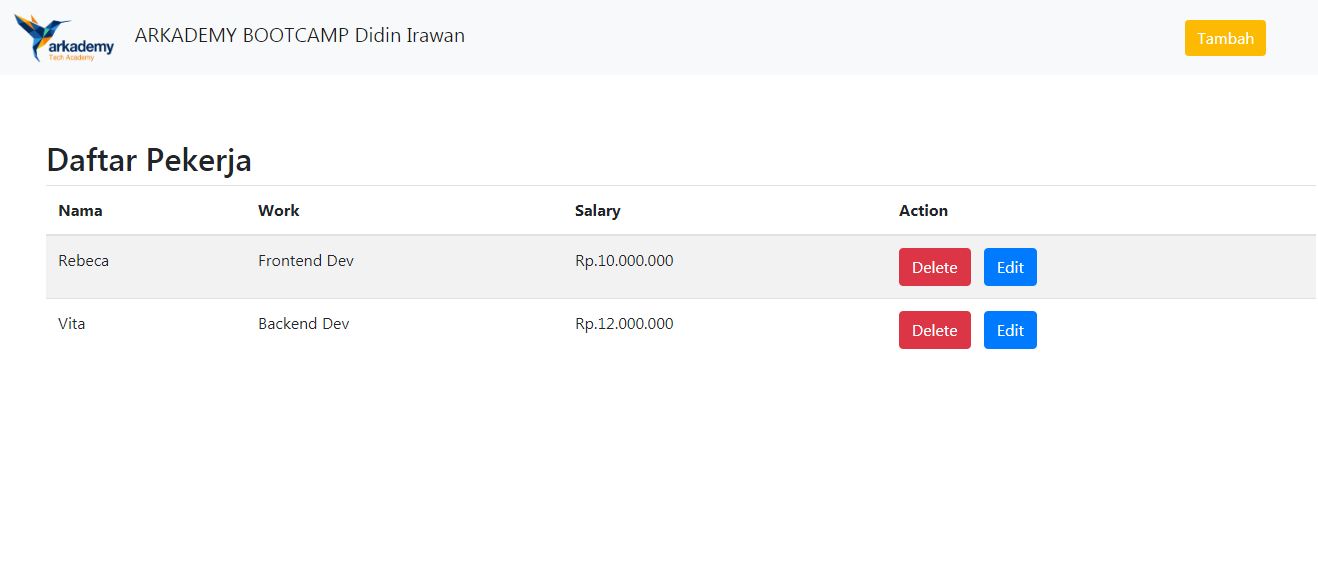 arkademy
Tech Academy
ARKADEMY BOOTCAMP Didin Irawan
Tambah
Daftar Pekerja
Nama Work Salary Action
Rebeca Frontend Dev Rp.10.000.000 Delete Edit
Vita Backend Dev Rp.12.000.000 Delete Edit